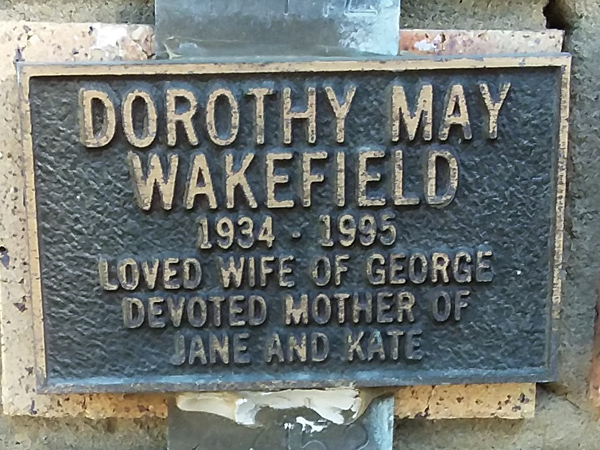 DOROTHY MAY
WAKEFIELD
1934 - 1995
LOVED WIFE OF GEORGE
DEVOTED MOTHER OF
JANE AND KATE